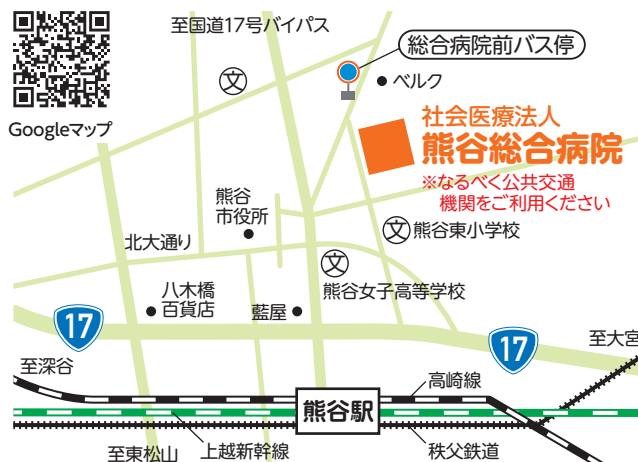 至国道17号バイパス
総合病院前バス停
ベルク
Googleマップ
文
社会医療法人
熊谷総合病院
※なるべく公共交通
機関をご利用ください
熊谷
市役所
文
熊谷東小学校
北大通り
文
熊谷女子高等学校
八木橋
百貨店
藍屋
17
17
至大宮
至深谷
高崎線
熊谷駅
至東松山
上越新幹線
秩父鉄道